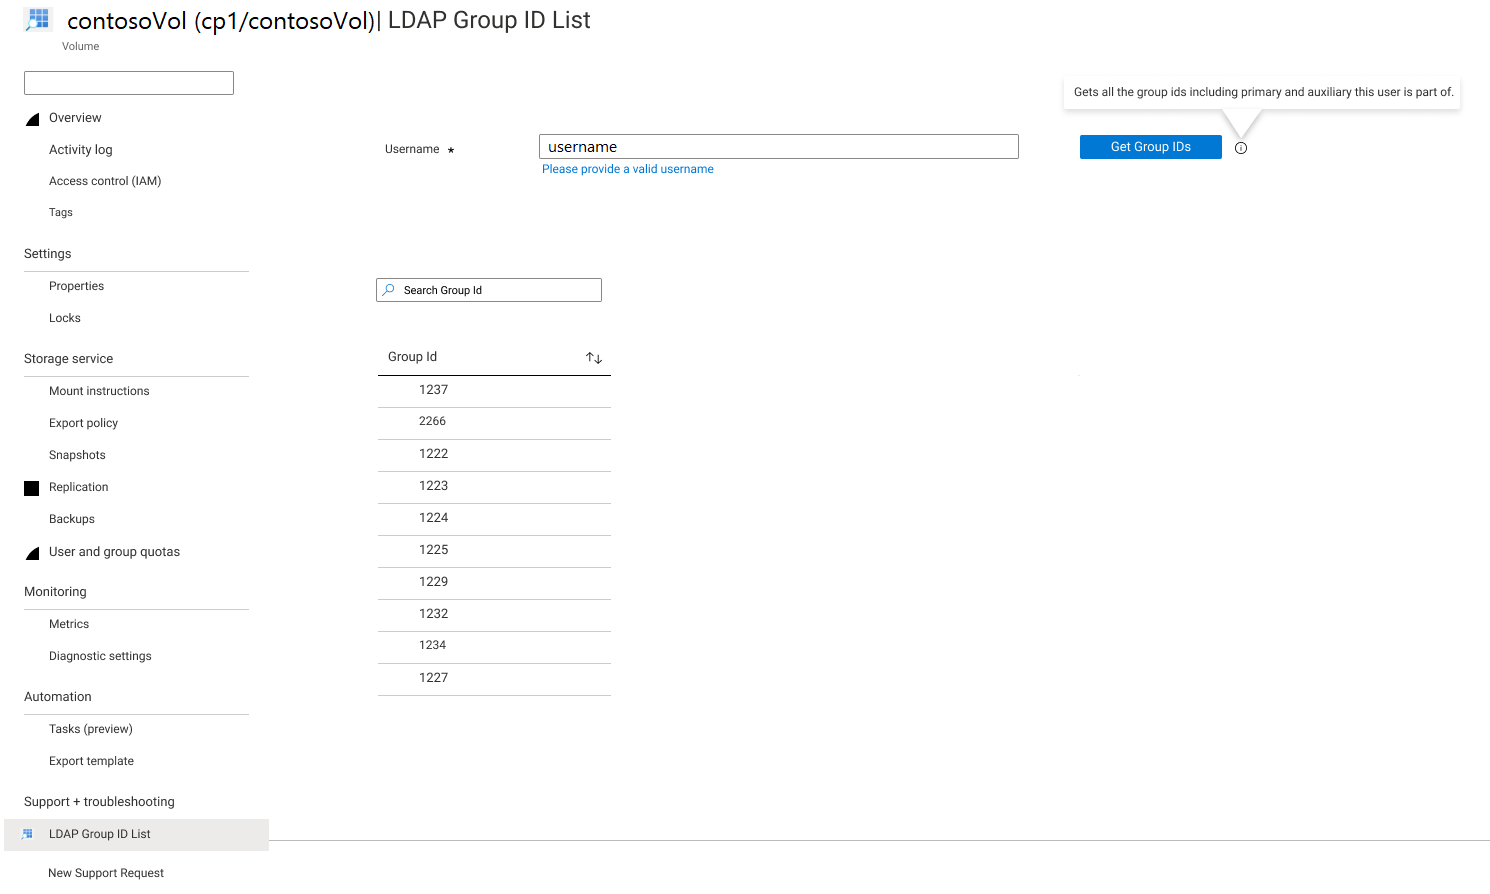 contosoVol (cp1/contosoVol)| LDAP Group ID List
Volume
Gets all the group ids including primary and auxiliary this user is part of.
Overview
Activity log
Access control (IAM)
Tags
Settings
Properties
Locks
Storage service
Mount instructions
Export policy
Snapshots
Replication
Backups
User and group quotas
Monitoring
Metrics
Diagnostic settings
Automation
Tasks (preview)
Export template
Support + troubleshooting
LDAP Group ID List
New Support Request
Username *
username
Get Group IDs
Please provide a valid username
Search Group Id
Group Id
1237
2266
1222
1223
1224
1225
1229
1232
1234
1227